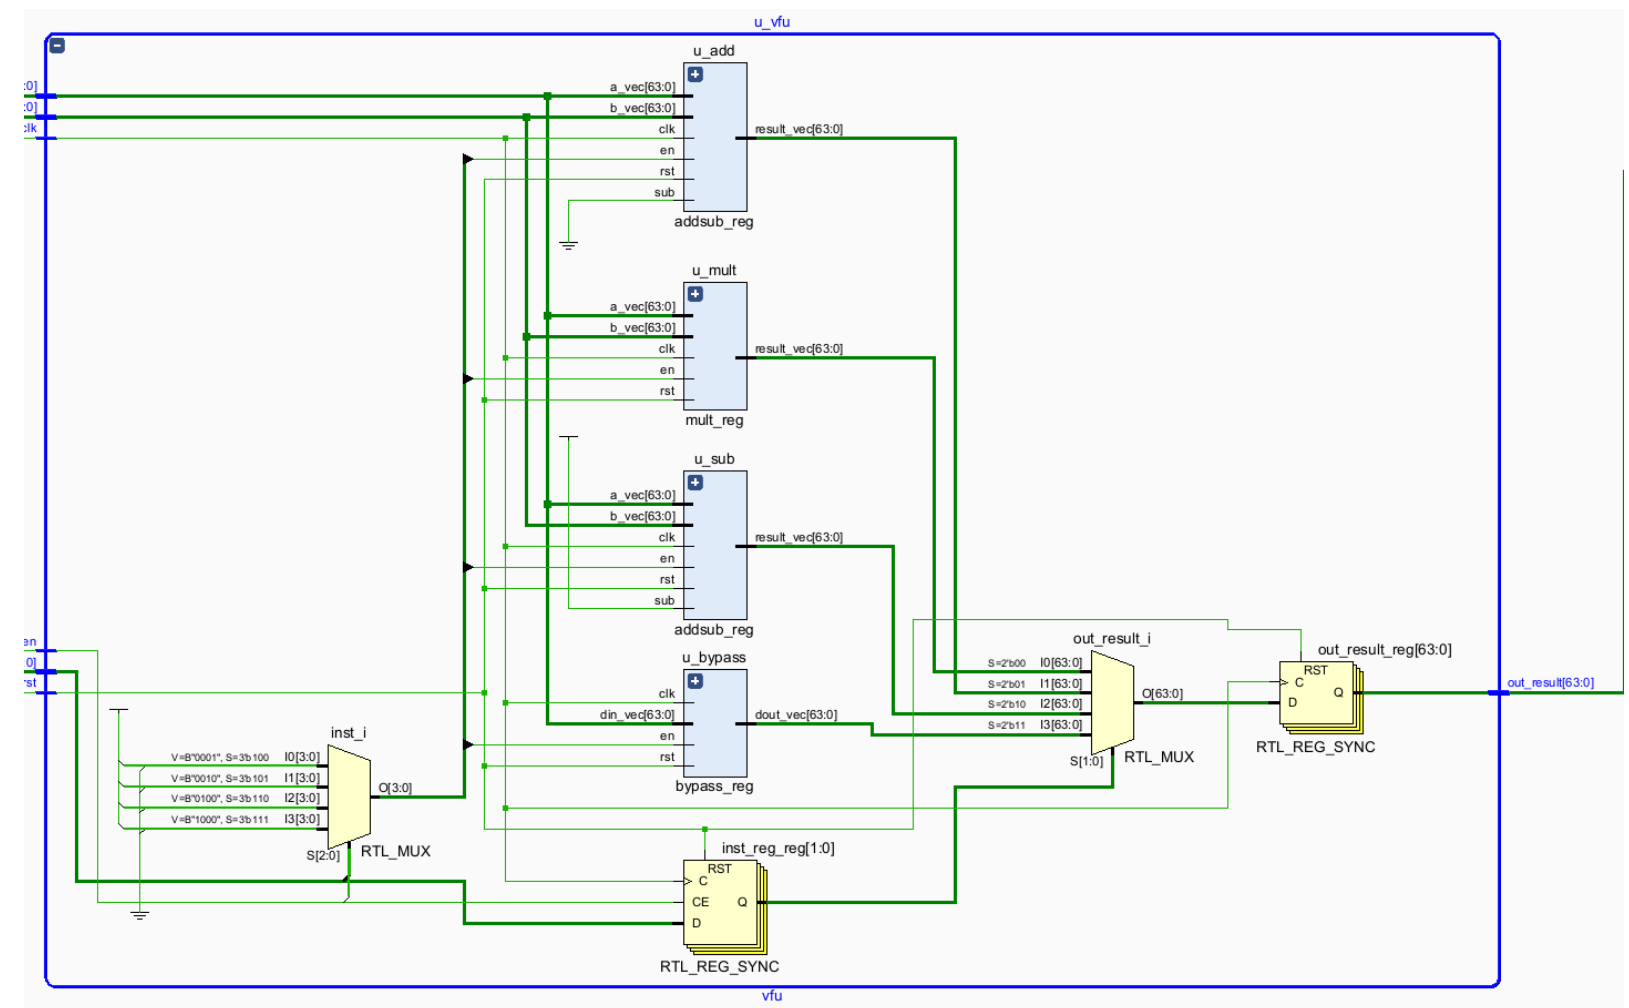 u_vfu
u_add
:0]
a_vec[63:0]
:0]
b_vec[63:0]
clk
clk
result_vec[63:0]
en
rst
sub
addsub_reg
u_mult
a_vec[63:0]
b_vec[63:0]
clk
result_vec[63:0]
en
rst
mult_reg
u_sub
a_vec[63:0]
b_vec[63:0]
clk
result_vec[63:0]
en
rst
sub
addsub_reg
u_bypass
clk
din_vec[63:0]
dout_vec[63:0]
en
rst
bypass_reg
en
0]
rst
inst_i
V=B"0001", S=3'b100 I0[3:0]
V=B"0010", S=3'b101 I1[3:0]
V=B"0100", S=3'b110 I2[3:0]
V=B"1000", S=3'b111 I3[3:0]
O[3:0]
S[2:0]
RTL_MUX
out_result_i
S=2'b00 I0[63:0]
S=2'b01 I1[63:0]
S=2'b10 I2[63:0]
S=2'b11 I3[63:0]
O[63:0]
S[1:0]
RTL_MUX
out_result_reg[63:0]
RST
C
Q
D
RTL_REG_SYNC
out_result[63:0]
inst_reg_reg[1:0]
RST
C
CE
Q
D
RTL_REG_SYNC
vfu